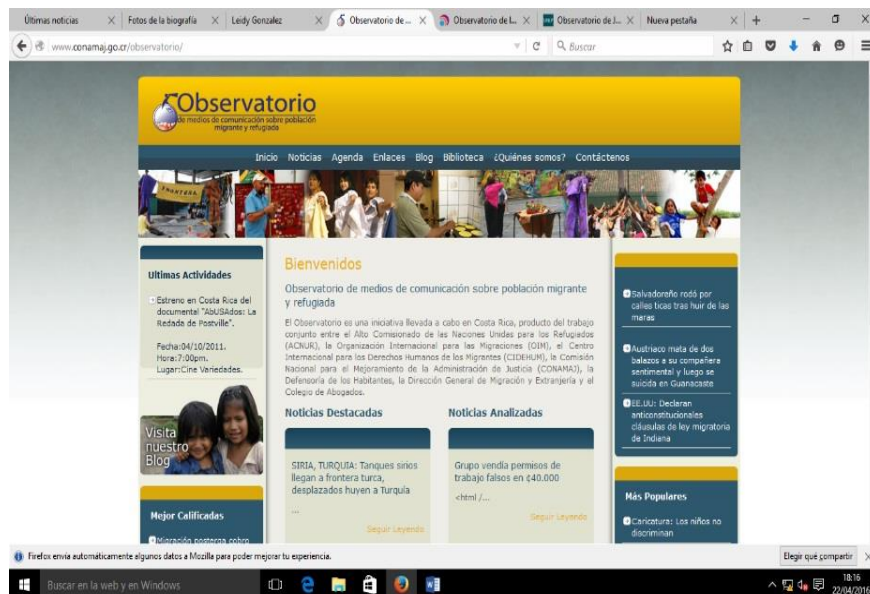 Últimas noticias
Fotos de la biografía
Leidy Gonzalez
Observatorio de ...
Observatorio de l...
Observatorio de J...
Nueva pestaña
www.conamaj.go.cr/observatorio/
Buscar
Observatorio
de medios de comunicación sobre población
migrante y refugiada
Inicio Noticias Agenda Enlaces Blog Biblioteca ¿Quiénes somos? Contáctenos
Ultimas Actividades
Estreno en Costa Rica del
documental "AbUSAdos: La
Redada de Postville".
Fecha:04/10/2011.
Hora:7:00pm.
Lugar:Cine Variedades.
Visita
nuestro
Blog
Mejor Calificadas
Migración posterga cobro
Bienvenidos
Observatorio de medios de comunicación sobre población migrante
y refugiada
El Observatorio es una iniciativa llevada a cabo en Costa Rica, producto del trabajo
conjunto entre el Alto Comisionado de las Naciones Unidas para los Refugiados
(ACNUR), la Organización Internacional para las Migraciones (OIM), el Centro
Internacional para los Derechos Humanos de los Migrantes (CIDEHUM), la Comisión
Nacional para el Mejoramiento de la Administración de Justicia (CONAMAJ), la
Defensoría de los Habitantes, la Dirección General de Migración y Extranjería y el
Colegio de Abogados.
Noticias Destacadas
SIRIA, TURQUIA: Tanques sirios
llegan a frontera turca,
desplazados huyen a Turquía
...
Seguir Leyendo
Noticias Analizadas
Grupo vendía permisos de
trabajo falsos en ¢40.000
<html /...
Seguir Leyendo
Salvadoreño rodó por
calles ticas tras huir de las
maras
Austriaco mata de dos
balazos a su compañera
sentimental y luego se
suicida en Guanacaste
EE.UU: Declaran
anticonstitucionales
cláusulas de ley migratoria
de Indiana
Más Populares
Caricatura: Los niños no
discriminan
Firefox envía automáticamente algunos datos a Mozilla para poder mejorar tu experiencia.
Elegir qué compartir
Buscar en la web y en Windows
18:16
22/04/2016